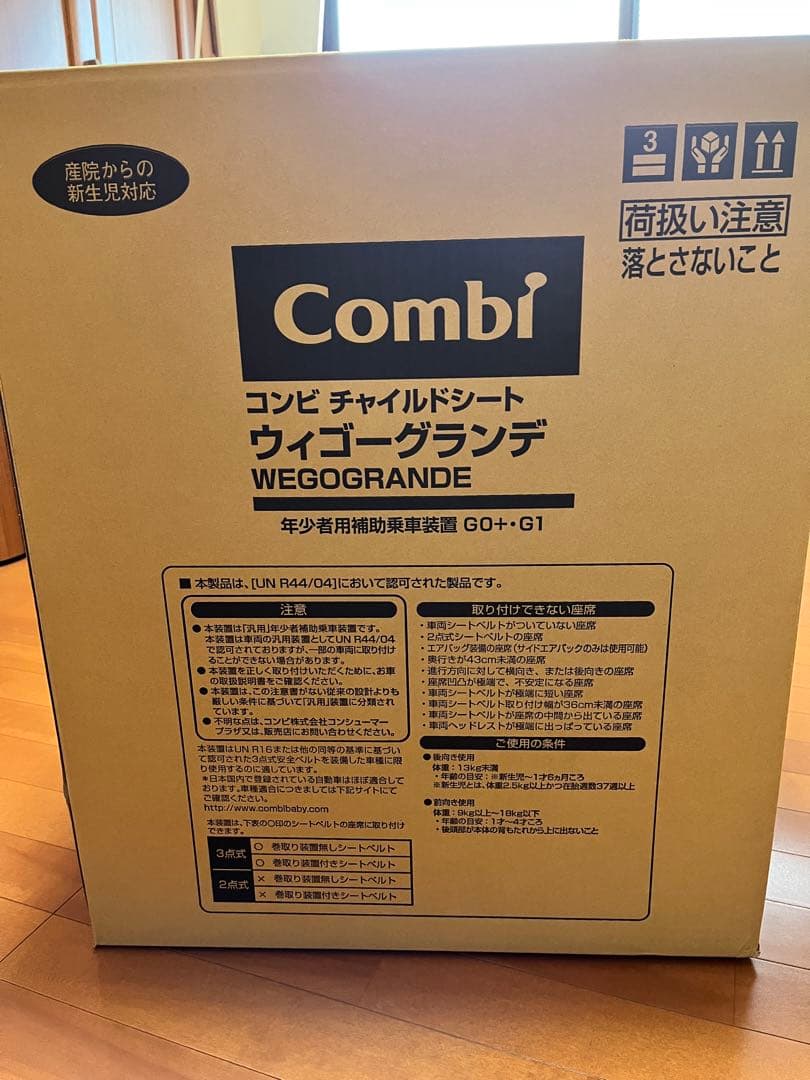 産院からの
新生児対応
3
荷扱い注意
落とさないこと
Combi
コンビ チャイルドシート
ウィゴーグランデ
WEGOGRANDE
年少者用補助乗車装置 G0+・G1
■ 本製品は、[UN R44/04]において認可された製品です。
注意
● 本装置は「汎用」年少者補助乗車装置です。
本装置は車両の汎用装置としてUN R44/04
で認可されておりますが、一部の車両に取り付け
ることができない場合があります。
● 本装置を正しく取り付けいただくために、お車
の取扱説明書をご確認ください。
● 本装置は、この注意書がない従来の設計よりも
厳しい条件に基づいて「汎用」装置に分類され
ています。
● 不明な点は、コンビ株式会社コンシューマー
プラザ又は、販売店にお問い合わせください。
本装置はUN R16または他の同等の基準に基づい
て認可された3点式安全ベルトを装備した車種に限
り使用するのに適しています。
*日本国内で登録されている自動車はほぼ適合して
おります。車種適合につきましては下記サイトにて
ご確認ください。
http://www.combibaby.com
本装置は、下表の○印のシートベルトの座席に取り付け
できます。
3点式
○ 巻取り装置無しシートベルト
○ 巻取り装置付きシートベルト
2点式
× 巻取り装置無しシートベルト
× 巻取り装置付きシートベルト
取り付けできない座席
・車両シートベルトがついていない座席
・2点式シートベルトの座席
・エアバッグ装備の座席(サイドエアバックのみは使用可能)
・奥行きが43cm未満の座席
・進行方向に対して横向き、または後向きの座席
・座席凹凸が極端で、不安定になる座席
・車両シートベルトが極端に短い座席
・車両シートベルト取り付け幅が36cm未満の座席
・車両シートベルトが座席の中間から出ている座席
・車両ヘッドレストが極端に出っぱっている座席
ご使用の条件
● 後向き使用
体重:13kg未満
・年齢の目安:※新生児~1才6ヵ月ころ
※新生児とは、体重2.5kg以上かつ在胎週数37週以上
● 前向き使用
体重:9kg以上~18kg以下
・年齢の目安:1才~4才ころ
・後頭部が本体の背もたれから上に出ないこと